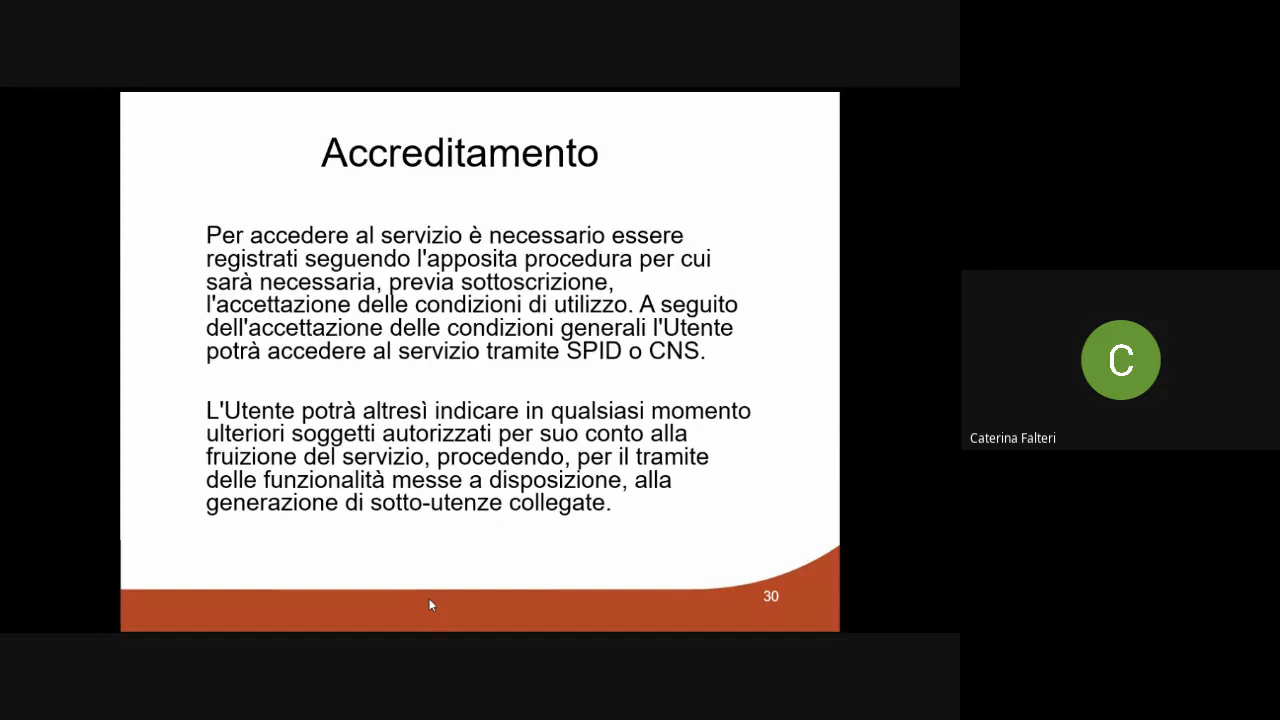 Accreditamento
Per accedere al servizio è necessario essere
registrati seguendo l'apposita procedura per cui
sarà necessaria, previa sottoscrizione,
l'accettazione delle condizioni di utilizzo. A seguito
dell'accettazione delle condizioni generali l'Utente
potrà accedere al servizio tramite SPID o CNS.
L'Utente potrà altresì indicare in qualsiasi momento
ulteriori soggetti autorizzati per suo conto alla
fruizione del servizio, procedendo, per il tramite
delle funzionalità messe a disposizione, alla
generazione di sotto-utenze collegate.
30
C
Caterina Falteri